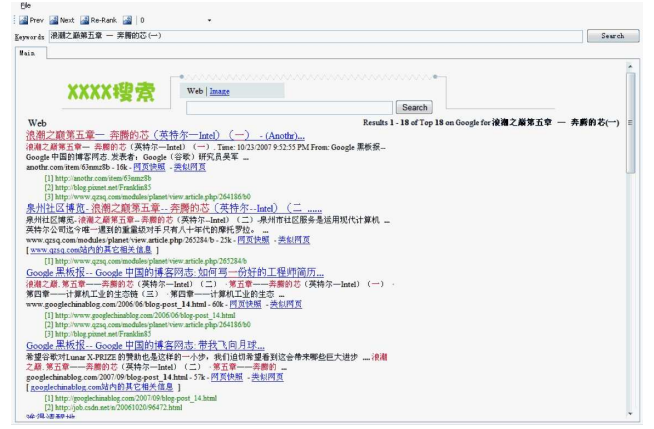 File
Prev Next Re-Rank 0
Keywords 浪潮之巅第五章 — 奔腾的芯(一) Search
Main
XXXX搜索
Web | Image
Search
Web Results 1 - 18 of Top 18 on Google for 浪潮之巅第五章 — 奔腾的芯(一)
浪潮之巅第五章— 奔腾的芯（英特尔—Intel）（一） - (Anothr)...
浪潮之巅第五章— 奔腾的芯（英特尔—Intel）（一）. Time: 10/23/2007 9:52:55 PM From: Google 黑板报--
Google 中国的博客网志. 发表者：Google（谷歌）研究员吴军 ...
anothr.com/item/63mnz8b - 16k - 网页快照 - 类似网页
[1] http://anothr.com/item/63mnz8b
[2] http://blog.pixnet.net/Franklin85
[3] http://www.qzsq.com/modules/planet/view.article.php/264186/b0
泉州社区博览- 浪潮之巅第五章-- 奔腾的芯（英特尔--Intel）（二 ......
泉州社区博览-浪潮之巅第五章--奔腾的芯（英特尔--Intel）（二）-泉州市社区服务是运用现代计算机 ...
英特尔公司迄今唯一遇到的重量级对手只有八十年代的摩托罗拉。 ...
www.qzsq.com/modules/planet/view.article.php/265284/b - 25k - 网页快照 - 类似网页
[ www.qzsq.com站内的其它相关信息 ]
[1] http://www.qzsq.com/modules/planet/view.article.php/265284/b
Google 黑板报-- Google 中国的博客网志: 如何写一份好的工程师简历...
浪潮之巅. 第五章——奔腾的芯（英特尔—Intel）（二） · 第五章——奔腾的芯（英特尔—Intel）（一） ·
第四章——计算机工业的生态链（三） · 第四章——计算机工业的生态 ...
www.googlechinablog.com/2006/06/blog-post_14.html - 60k - 网页快照 - 类似网页
[1] http://www.googlechinablog.com/2006/06/blog-post_14.html
[2] http://www.qzsq.com/modules/planet/view.article.php/264186/b0
[3] http://blog.pixnet.net/Franklin85
Google 黑板报-- Google 中国的博客网志: 带我飞向月球...
希望谷歌对Lunar X-PRIZE 的赞助也是这样的一小步，我们迫切希望看到这会带来哪些巨大进步 .... 浪潮
之巅. 第五章——奔腾的芯（英特尔—Intel）（二） · 第五章——奔腾的 ...
googlechinablog.com/2007/09/blog-post_14.html - 57k - 网页快照 - 类似网页
[ googlechinablog.com站内的其它相关信息 ]
[1] http://googlechinablog.com/2007/09/blog-post_14.html
[2] http://job.csdn.net/n/20061020/96472.html